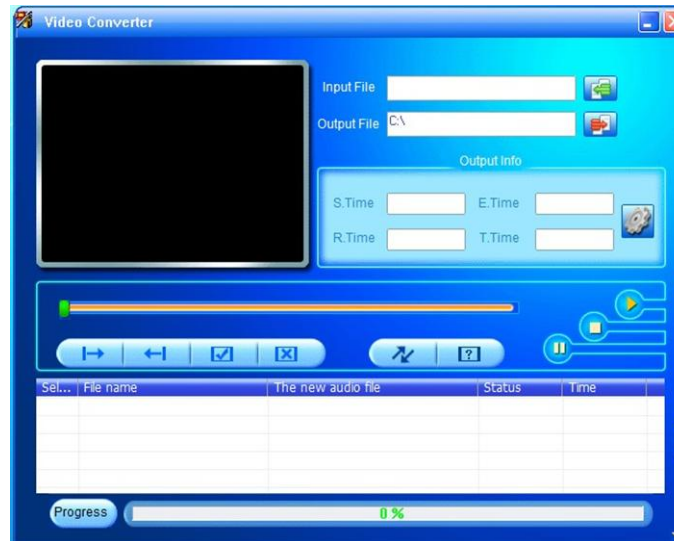 Video Converter
Input File
Output File C:\
Output Info
S.Time E.Time
R.Time T.Time
?
Sel... File name The new audio file Status Time
Progress 0 %